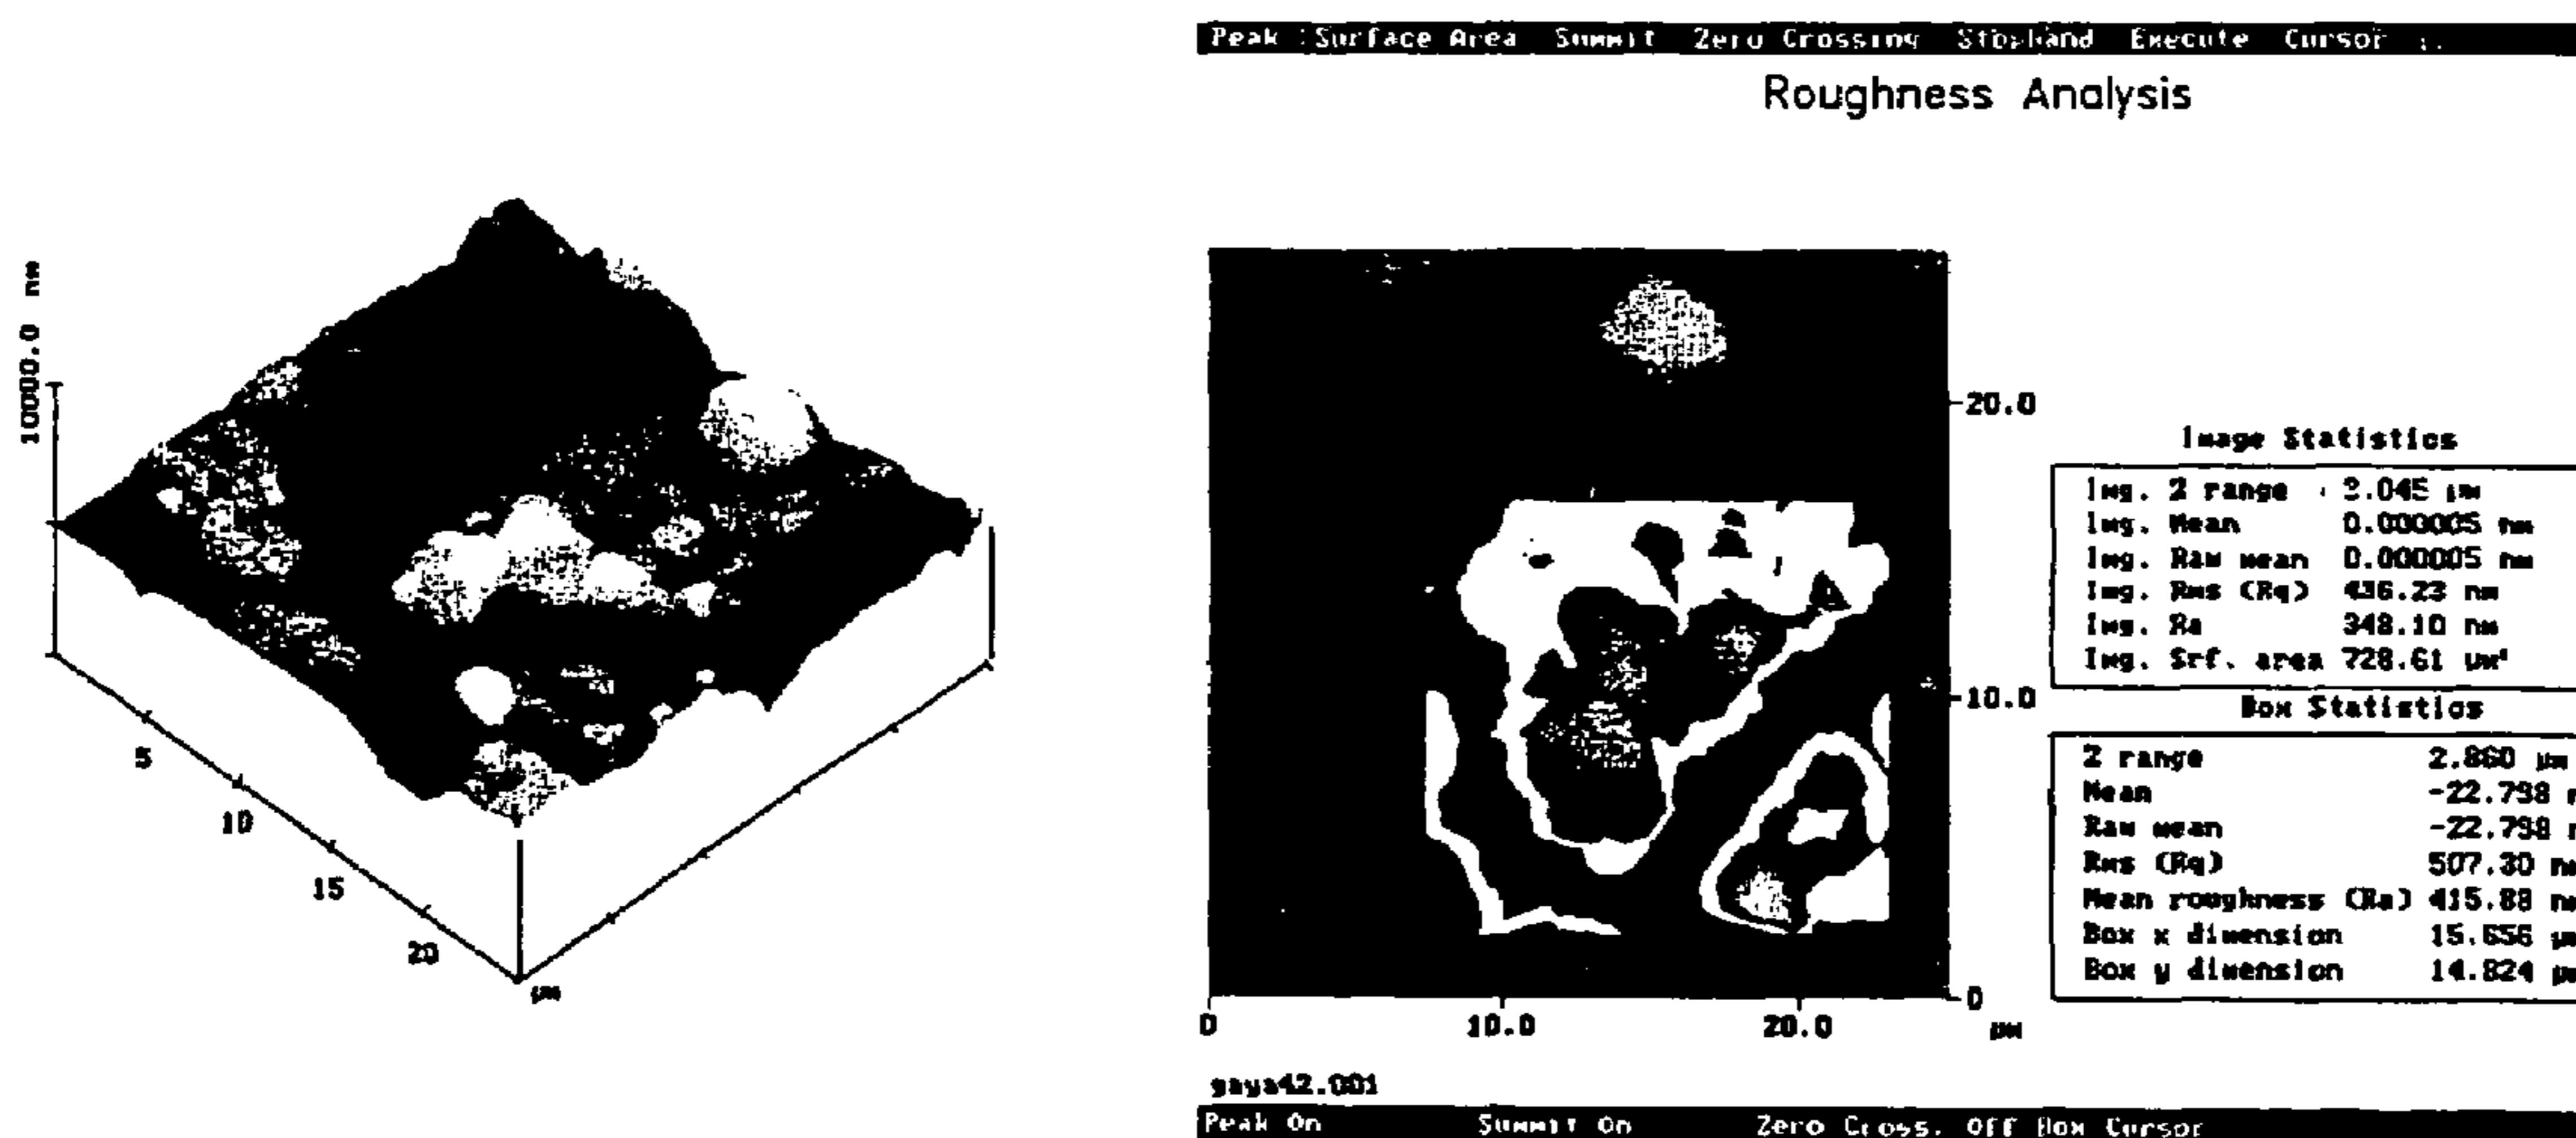 Peak Surface Area Summit Zero Crossing Stopband Execute Cursor
Roughness Analysis
10000.0 nm
5
10
15
20
µm
20.0
10.0
0
0
10.0
20.0
µm
Image Statistics
Img. Z range
Img. Mean 0.000005 nm
Img. Raw mean 0.000005 nm
Img. Rms (Rq) 436.23 nm
Img. Ra 348.10 nm
Img. Srf. area 728.61 µm²
Box Statistics
Z range 2.860 µm
Mean -22.798 n
Raw mean -22.798 n
Rms (Rq) 507.30 nm
Mean roughness (Ra) 415.88 nm
Box x dimension 15.656 µm
Box y dimension 14.824 µm
gaya42.001
Peak On Summit On Zero Cross. Off Box Cursor